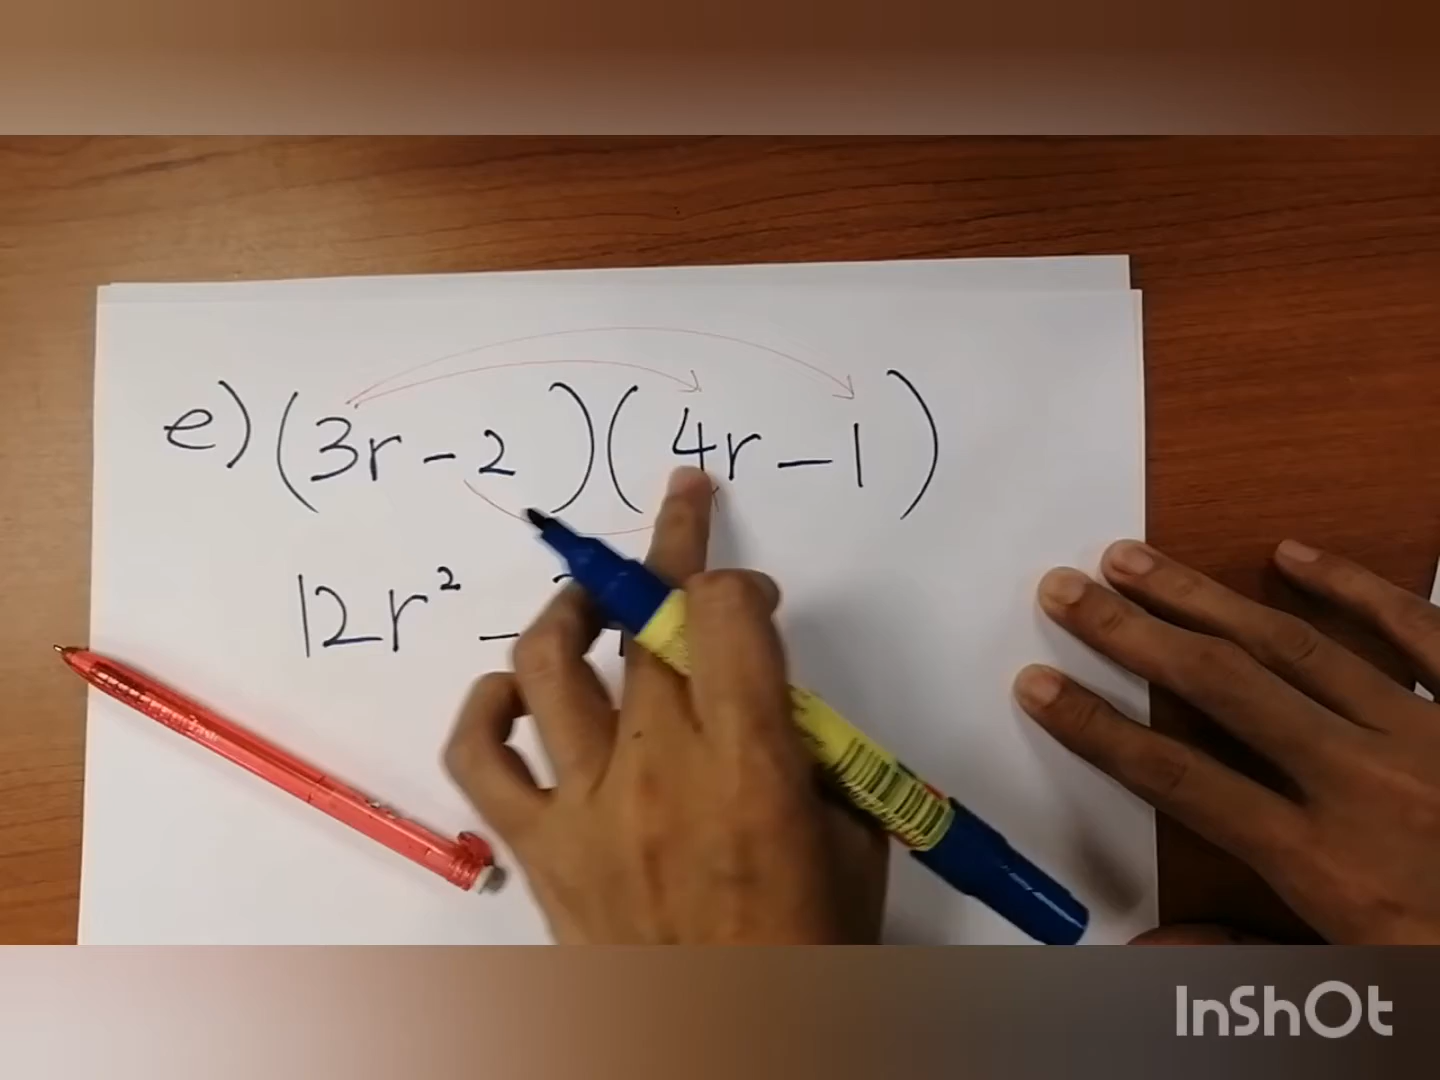 e) (3r - 2) (4r - 1)
12r² -
InShOt